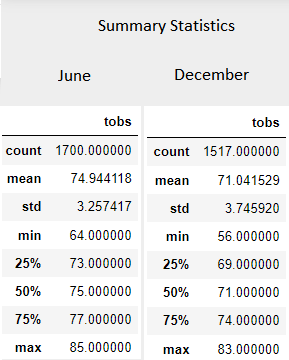 Summary Statistics
June December
tobs tobs
count 1700.000000 count 1517.000000
mean 74.944118 mean 71.041529
std 3.257417 std 3.745920
min 64.000000 min 56.000000
25% 73.000000 25% 69.000000
50% 75.000000 50% 71.000000
75% 77.000000 75% 74.000000
max 85.000000 max 83.000000